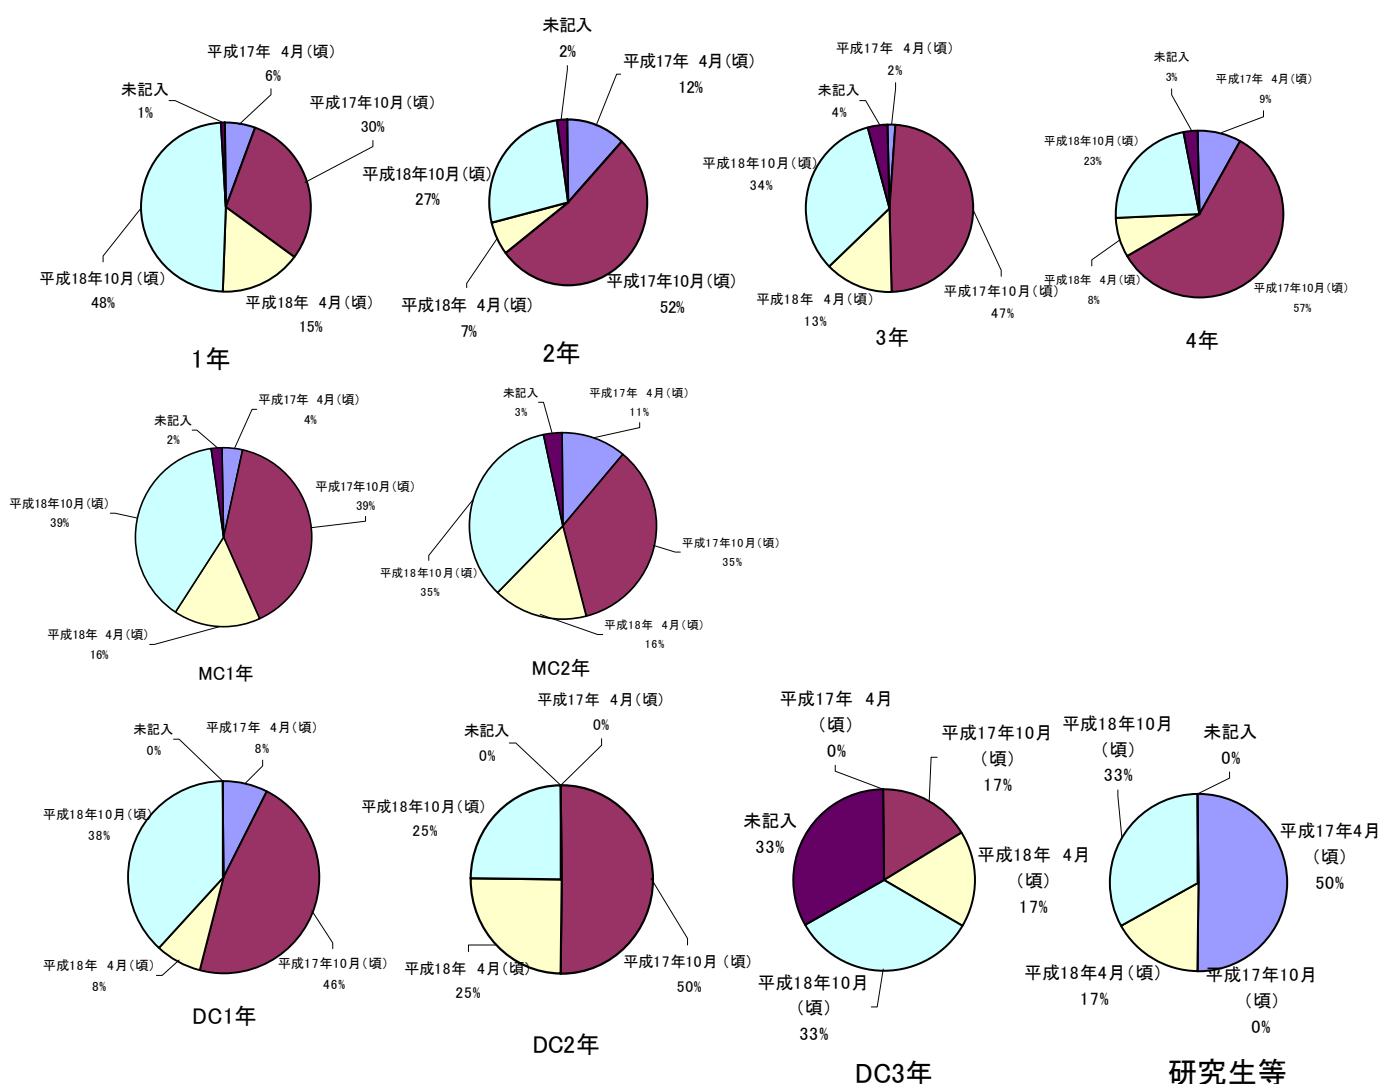 未記入
1%
平成17年 4月(頃)
6%
平成17年10月(頃)
30%
平成18年10月(頃)
48%
平成18年 4月(頃)
15%
1年
未記入
2%
平成17年 4月(頃)
12%
平成18年10月(頃)
27%
平成18年 4月(頃)
7%
平成17年10月(頃)
52%
2年
平成17年 4月(頃)
2%
未記入
4%
平成18年10月(頃)
34%
平成18年 4月(頃)
13%
平成17年10月(頃)
47%
3年
未記入
3%
平成17年 4月(頃)
9%
平成18年10月(頃)
23%
平成18年 4月(頃)
8%
平成17年10月(頃)
57%
4年
未記入
2%
平成17年 4月(頃)
4%
平成18年10月(頃)
39%
平成17年10月(頃)
39%
平成18年 4月(頃)
16%
MC1年
未記入
3%
平成17年 4月(頃)
11%
平成18年10月(頃)
35%
平成17年10月(頃)
35%
平成18年 4月(頃)
16%
MC2年
未記入
0%
平成17年 4月(頃)
8%
平成18年10月(頃)
38%
平成18年 4月(頃)
8%
平成17年10月(頃)
46%
DC1年
平成17年 4月(頃)
0%
未記入
0%
平成18年10月(頃)
25%
平成18年 4月(頃)
25%
平成17年10月(頃)
50%
DC2年
平成17年 4月
(頃)
0%
平成17年10月
(頃)
17%
未記入
33%
平成18年 4月
(頃)
17%
平成18年10月
(頃)
33%
DC3年
平成18年10月
(頃)
33%
未記入
0%
平成17年4月
(頃)
50%
平成18年4月(頃)
17%
平成17年10月
(頃)
0%
研究生等